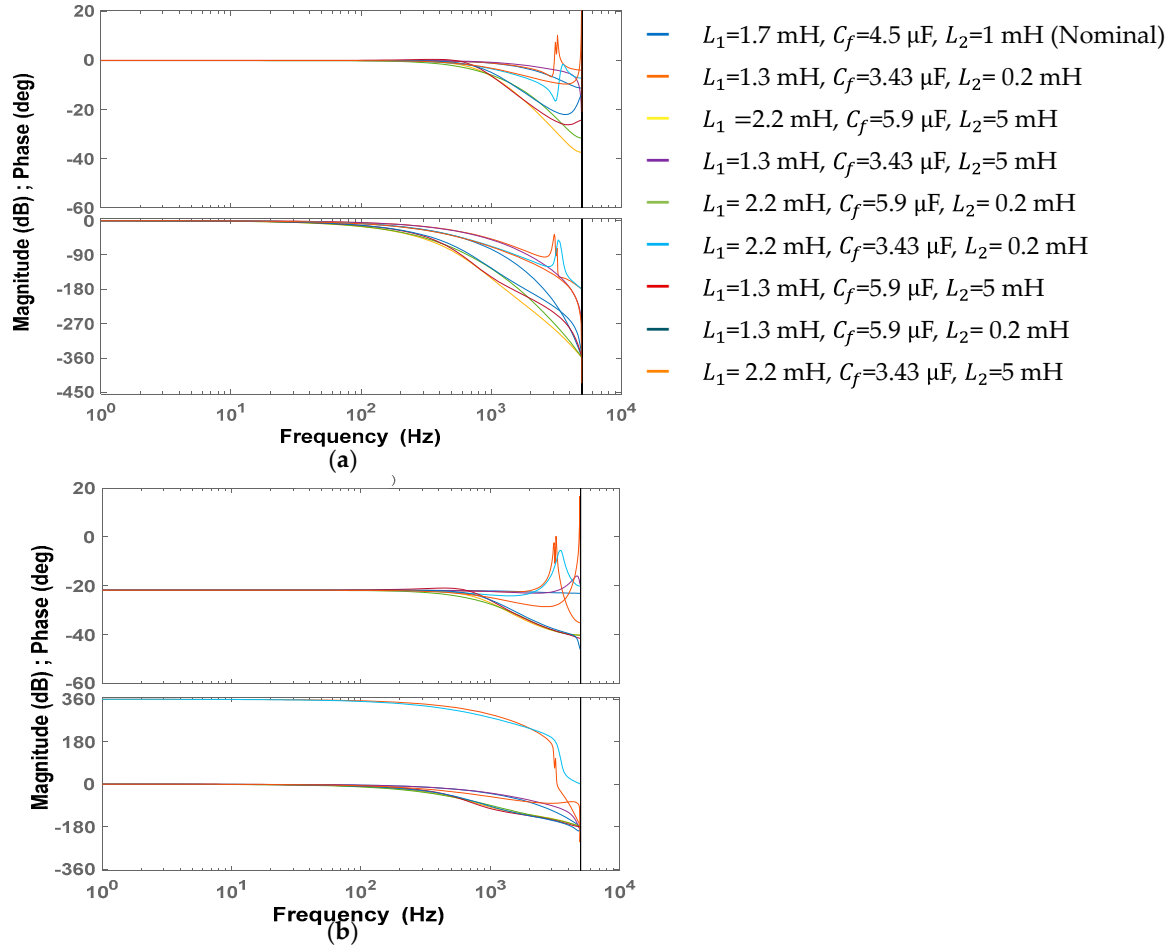 20
0
-20
-40
-60
0
-90
-180
-270
-360
-450
10⁰ 10¹ 10² 10³ 10⁴
Magnitude (dB) ; Phase (deg)
Frequency (Hz)
(a)
L₁=1.7 mH, C_f=4.5 µF, L₂=1 mH (Nominal)
L₁=1.3 mH, C_f=3.43 µF, L₂= 0.2 mH
L₁ =2.2 mH, C_f=5.9 µF, L₂=5 mH
L₁=1.3 mH, C_f=3.43 µF, L₂=5 mH
L₁= 2.2 mH, C_f=5.9 µF, L₂= 0.2 mH
L₁= 2.2 mH, C_f=3.43 µF, L₂= 0.2 mH
L₁=1.3 mH, C_f=5.9 µF, L₂=5 mH
L₁=1.3 mH, C_f=5.9 µF, L₂= 0.2 mH
L₁= 2.2 mH, C_f=3.43 µF, L₂=5 mH
)
20
0
-20
-40
-60
360
180
0
-180
-360
10⁰ 10¹ 10² 10³ 10⁴
Magnitude (dB) ; Phase (deg)
Frequency (Hz)
(b)